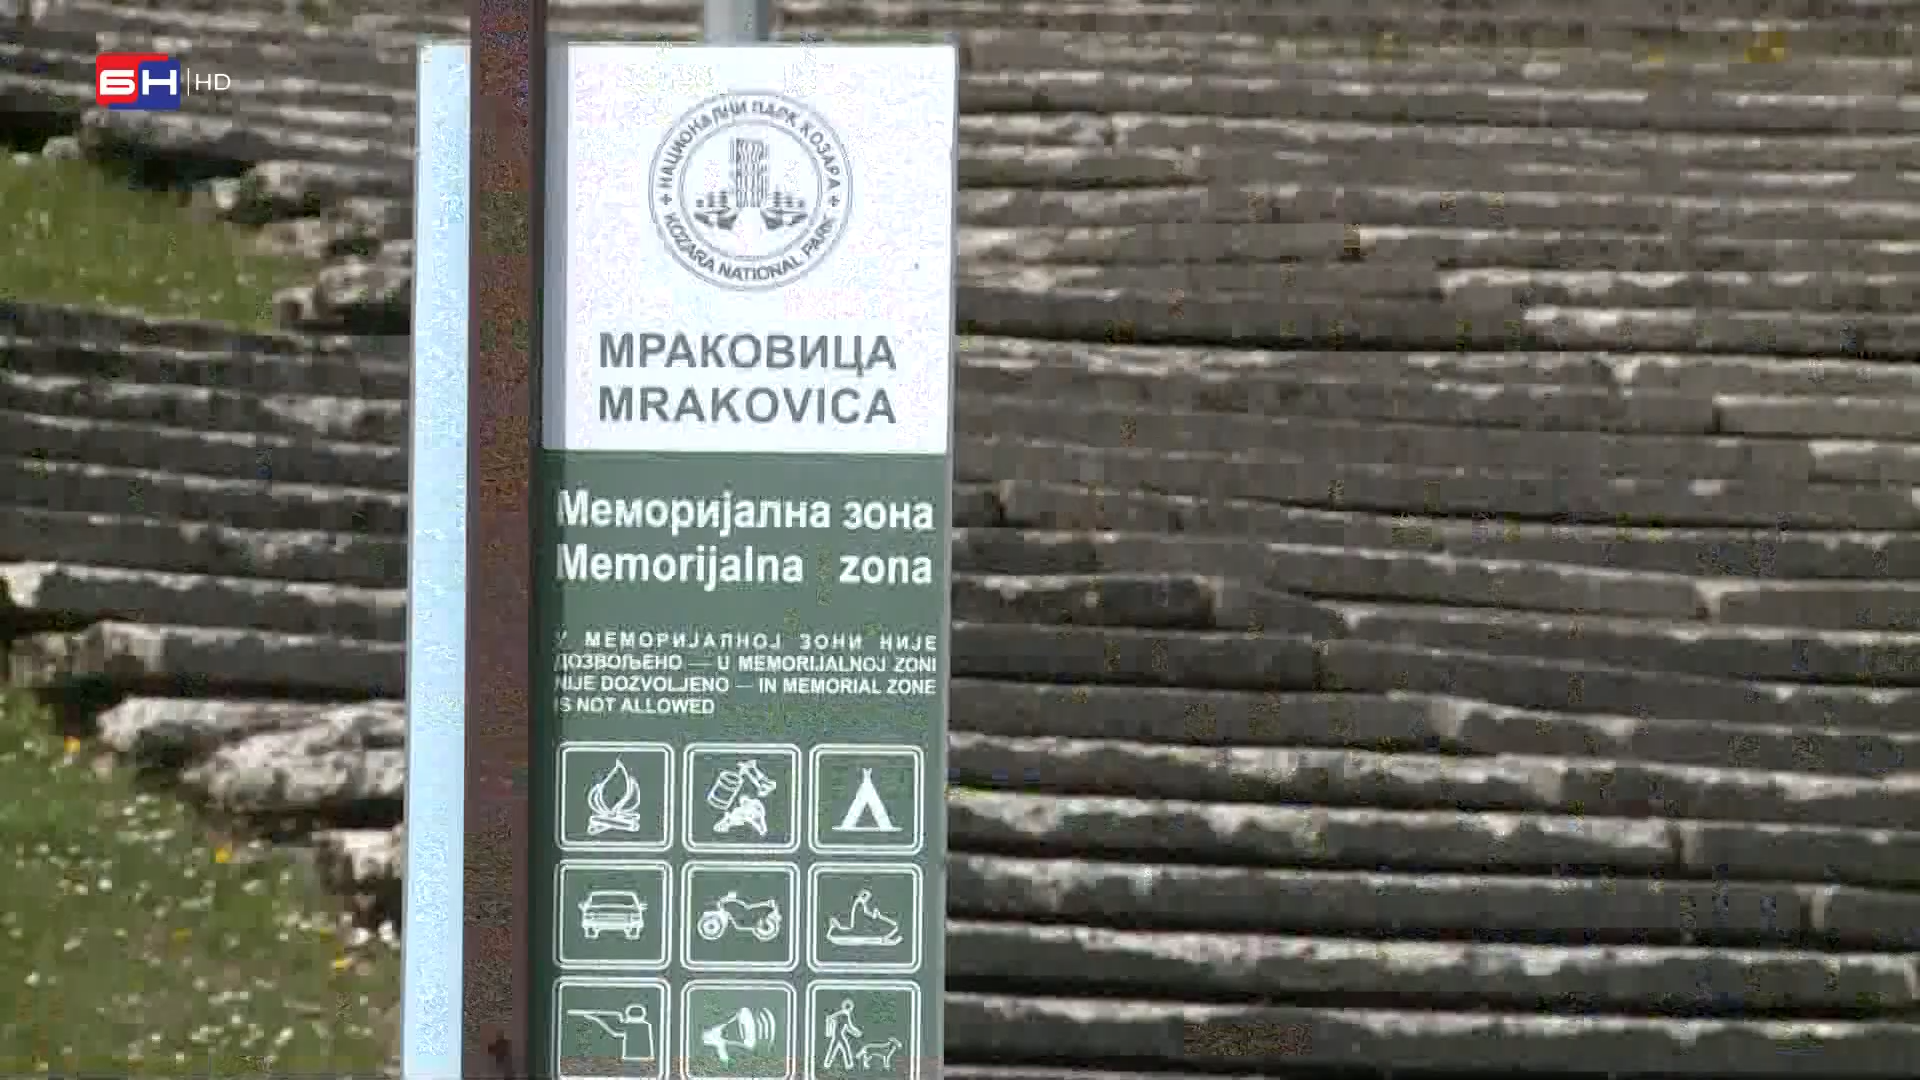 БН HD
НАЦИОНАЛНИ ПАРК КОЗАРА
KOZARA NATIONAL PARK
МРАКОВИЦА
MRAKOVICA
Меморијална зона
Memorijalna zona
У МЕМОРИЈАЛНОЈ ЗОНИ НИЈЕ
ДОЗВОЉЕНО — U MEMORIJALNOJ ZONI
NIJE DOZVOLJENO — IN MEMORIAL ZONE
IS NOT ALLOWED